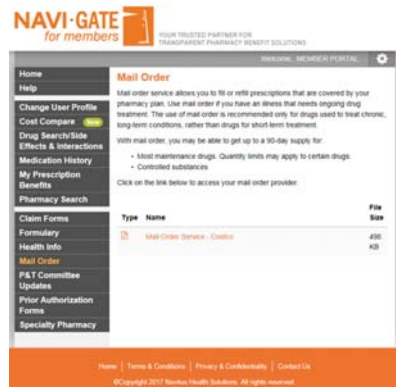 NAVI·GATE
for members
YOUR TRUSTED PARTNER FOR
TRANSPARENT PHARMACY BENEFIT SOLUTIONS
Welcome, MEMBER PORTAL
Home
Help
Change User Profile
Cost Compare New
Drug Search/Side
Effects & Interactions
Medication History
My Prescription
Benefits
Pharmacy Search
Claim Forms
Formulary
Health Info
Mail Order
P&T Committee
Updates
Prior Authorization
Forms
Specialty Pharmacy
Mail Order
Mail order service allows you to fill or refill prescriptions that are covered by your
pharmacy plan. Use mail order if you have an illness that needs ongoing drug
treatment. The use of mail order is recommended only for drugs used to treat chronic,
long-term conditions, rather than drugs for short-term treatment.
With mail order, you may be able to get up to a 90-day supply for:
• Most maintenance drugs. Quantity limits may apply to certain drugs.
• Controlled substances
Click on the link below to access your mail order provider.
Type Name File Size
Mail Order Service - Costco 498 KB
Home | Terms & Conditions | Privacy & Confidentiality | Contact Us
©Copyright 2017 Navitus Health Solutions. All rights reserved.